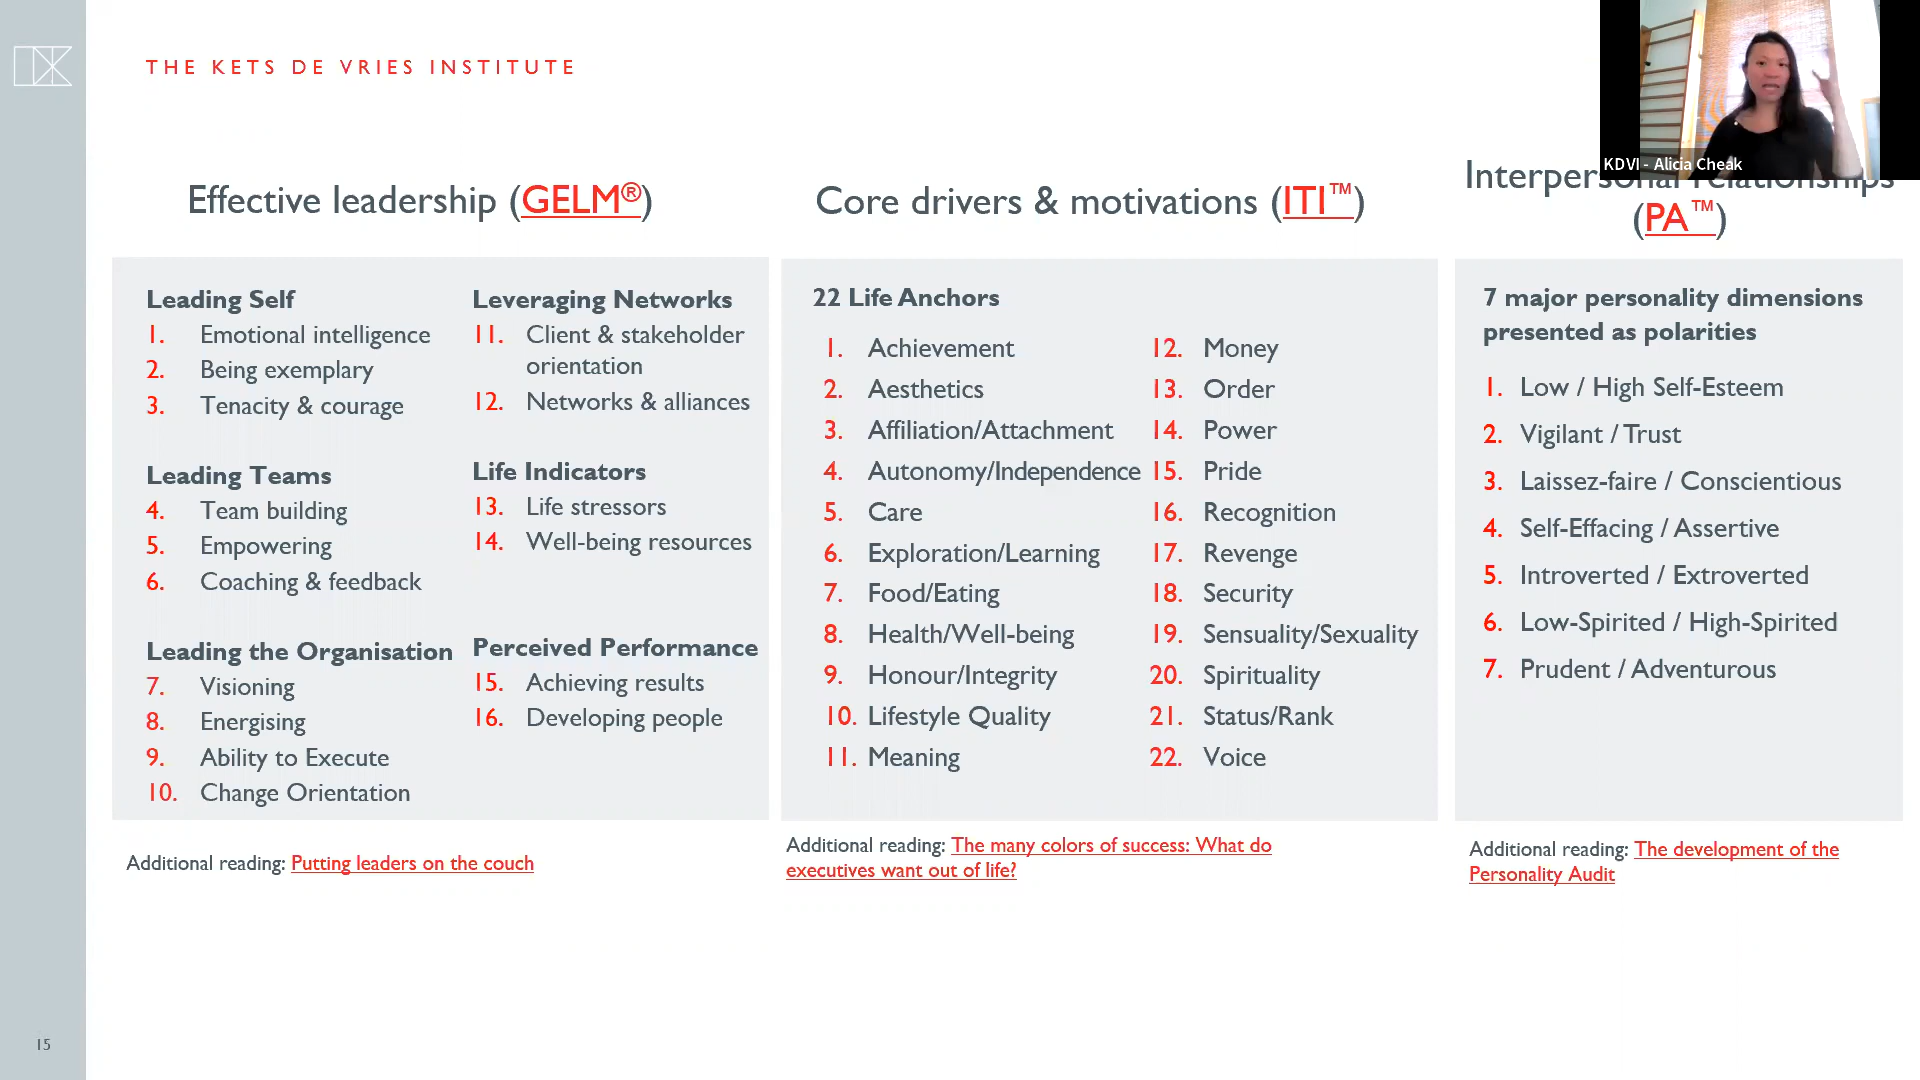 THE KETS DE VRIES INSTITUTE
KDVI - Alicia Cheak
Effective leadership (GELM®)
Leading Self
1. Emotional intelligence
2. Being exemplary
3. Tenacity & courage
Leading Teams
4. Team building
5. Empowering
6. Coaching & feedback
Leading the Organisation
7. Visioning
8. Energising
9. Ability to Execute
10. Change Orientation
Leveraging Networks
11. Client & stakeholder
orientation
12. Networks & alliances
Life Indicators
13. Life stressors
14. Well-being resources
Perceived Performance
15. Achieving results
16. Developing people
Additional reading: Putting leaders on the couch
Core drivers & motivations (ITI™)
22 Life Anchors
1. Achievement
2. Aesthetics
3. Affiliation/Attachment
4. Autonomy/Independence
5. Care
6. Exploration/Learning
7. Food/Eating
8. Health/Well-being
9. Honour/Integrity
10. Lifestyle Quality
11. Meaning
12. Money
13. Order
14. Power
15. Pride
16. Recognition
17. Revenge
18. Security
19. Sensuality/Sexuality
20. Spirituality
21. Status/Rank
22. Voice
Additional reading: The many colors of success: What do
executives want out of life?
Interpersonal relationships
(PA™)
7 major personality dimensions
presented as polarities
1. Low / High Self-Esteem
2. Vigilant / Trust
3. Laissez-faire / Conscientious
4. Self-Effacing / Assertive
5. Introverted / Extroverted
6. Low-Spirited / High-Spirited
7. Prudent / Adventurous
Additional reading: The development of the
Personality Audit
15